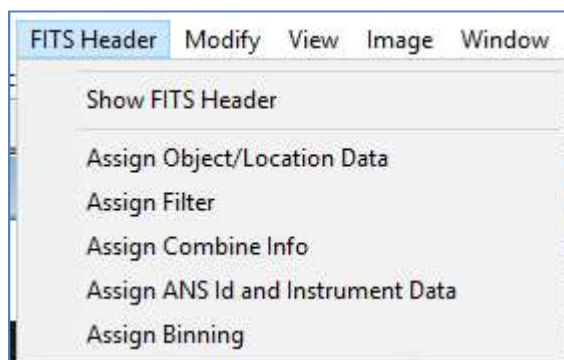 FITS Header Modify View Image Window
Show FITS Header
Assign Object/Location Data
Assign Filter
Assign Combine Info
Assign ANS Id and Instrument Data
Assign Binning